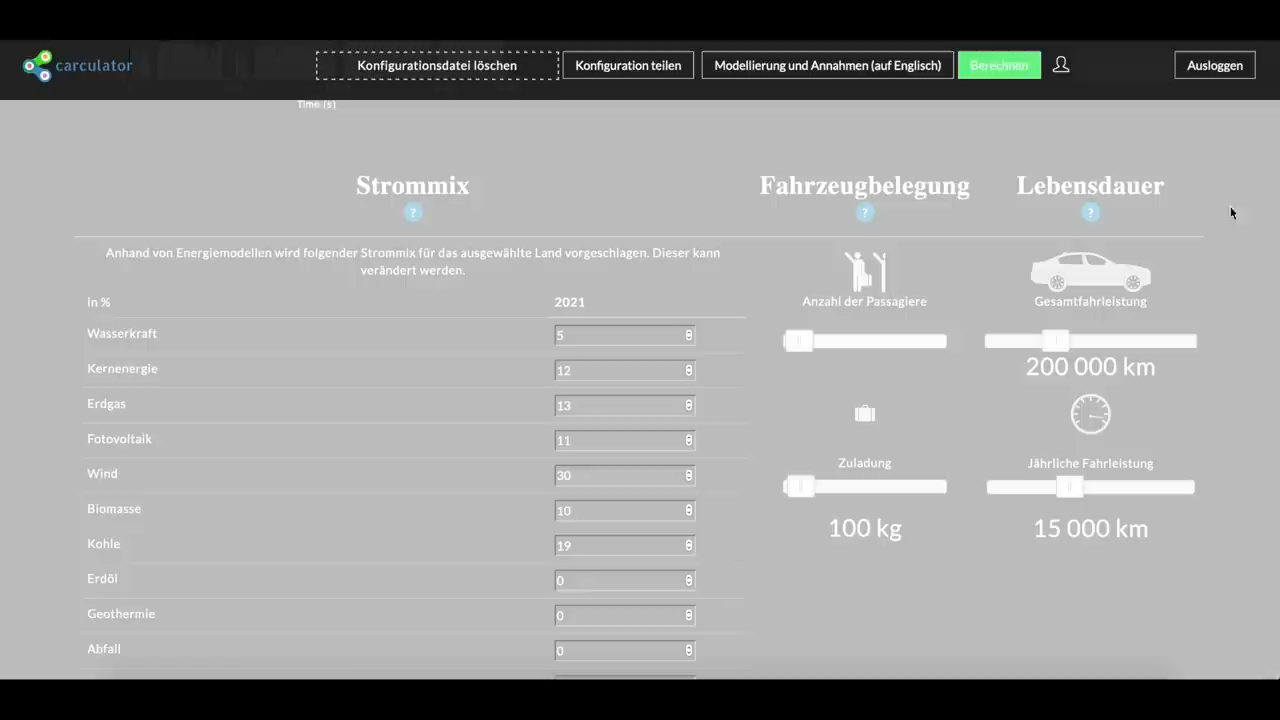 carculator
Konfigurationsdatei löschen
Konfiguration teilen
Modellierung und Annahmen (auf Englisch)
Berechnen
Ausloggen
Time (s)
Strommix
?
Anhand von Energiemodellen wird folgender Strommix für das ausgewählte Land vorgeschlagen. Dieser kann
verändert werden.
in % 2021
Wasserkraft 5
Kernenergie 12
Erdgas 13
Fotovoltaik 11
Wind 30
Biomasse 10
Kohle 19
Erdöl 0
Geothermie 0
Abfall 0
Fahrzeugbelegung
?
Anzahl der Passagiere
Zuladung
100 kg
Lebensdauer
?
Gesamtfahrleistung
200 000 km
Jährliche Fahrleistung
15 000 km